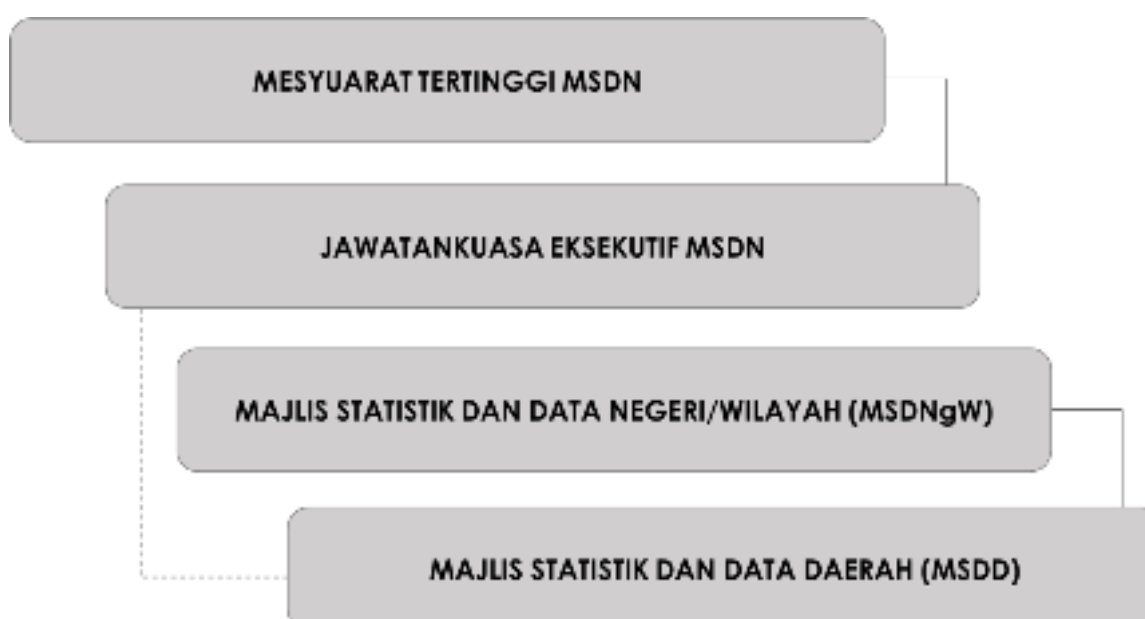 MESYUARAT TERTINGGI MSDN
JAWATANKUASA EKSEKUTIF MSDN
MAJLIS STATISTIK DAN DATA NEGERI/WILAYAH (MSDNgW)
MAJLIS STATISTIK DAN DATA DAERAH (MSDD)